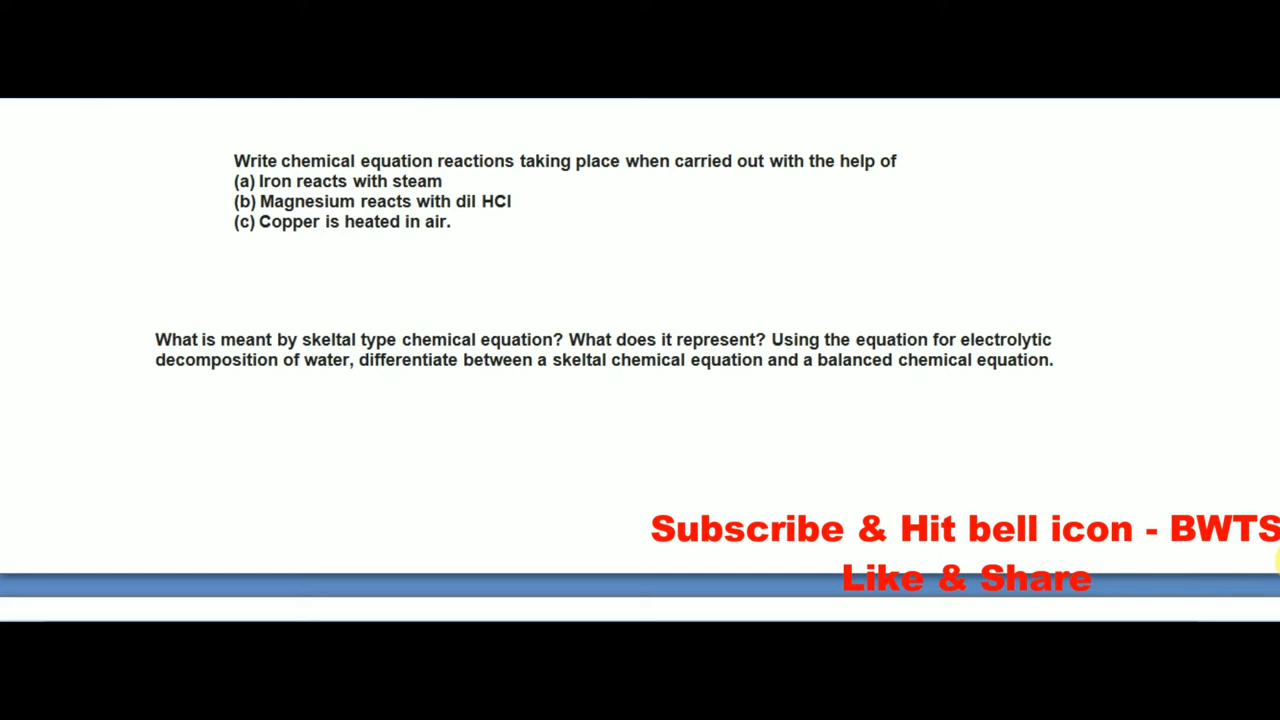 Write chemical equation reactions taking place when carried out with the help of
(a) Iron reacts with steam
(b) Magnesium reacts with dil HCl
(c) Copper is heated in air.
What is meant by skeltal type chemical equation? What does it represent? Using the equation for electrolytic
decomposition of water, differentiate between a skeltal chemical equation and a balanced chemical equation.
Subscribe & Hit bell icon - BWTS
Like & Share